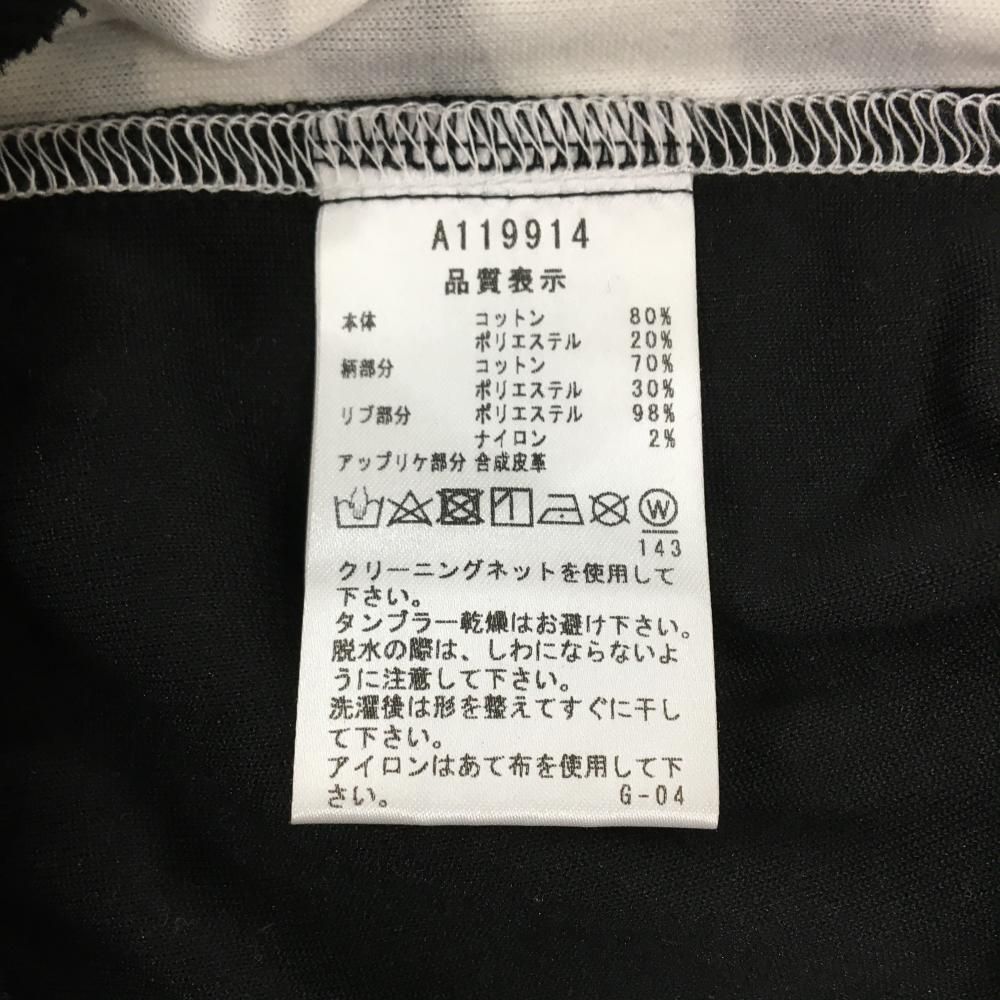 A119914
品質表示
本体 コットン 80%
ポリエステル 20%
柄部分 コットン 70%
ポリエステル 30%
リブ部分 ポリエステル 98%
ナイロン 2%
アップリケ部分 合成皮革
W
143
クリーニングネットを使用して
下さい。
タンブラー乾燥はお避け下さい。
脱水の際は、しわにならないよ
うに注意して下さい。
洗濯後は形を整えてすぐに干し
て下さい。
アイロンはあて布を使用して下
さい。 G-04